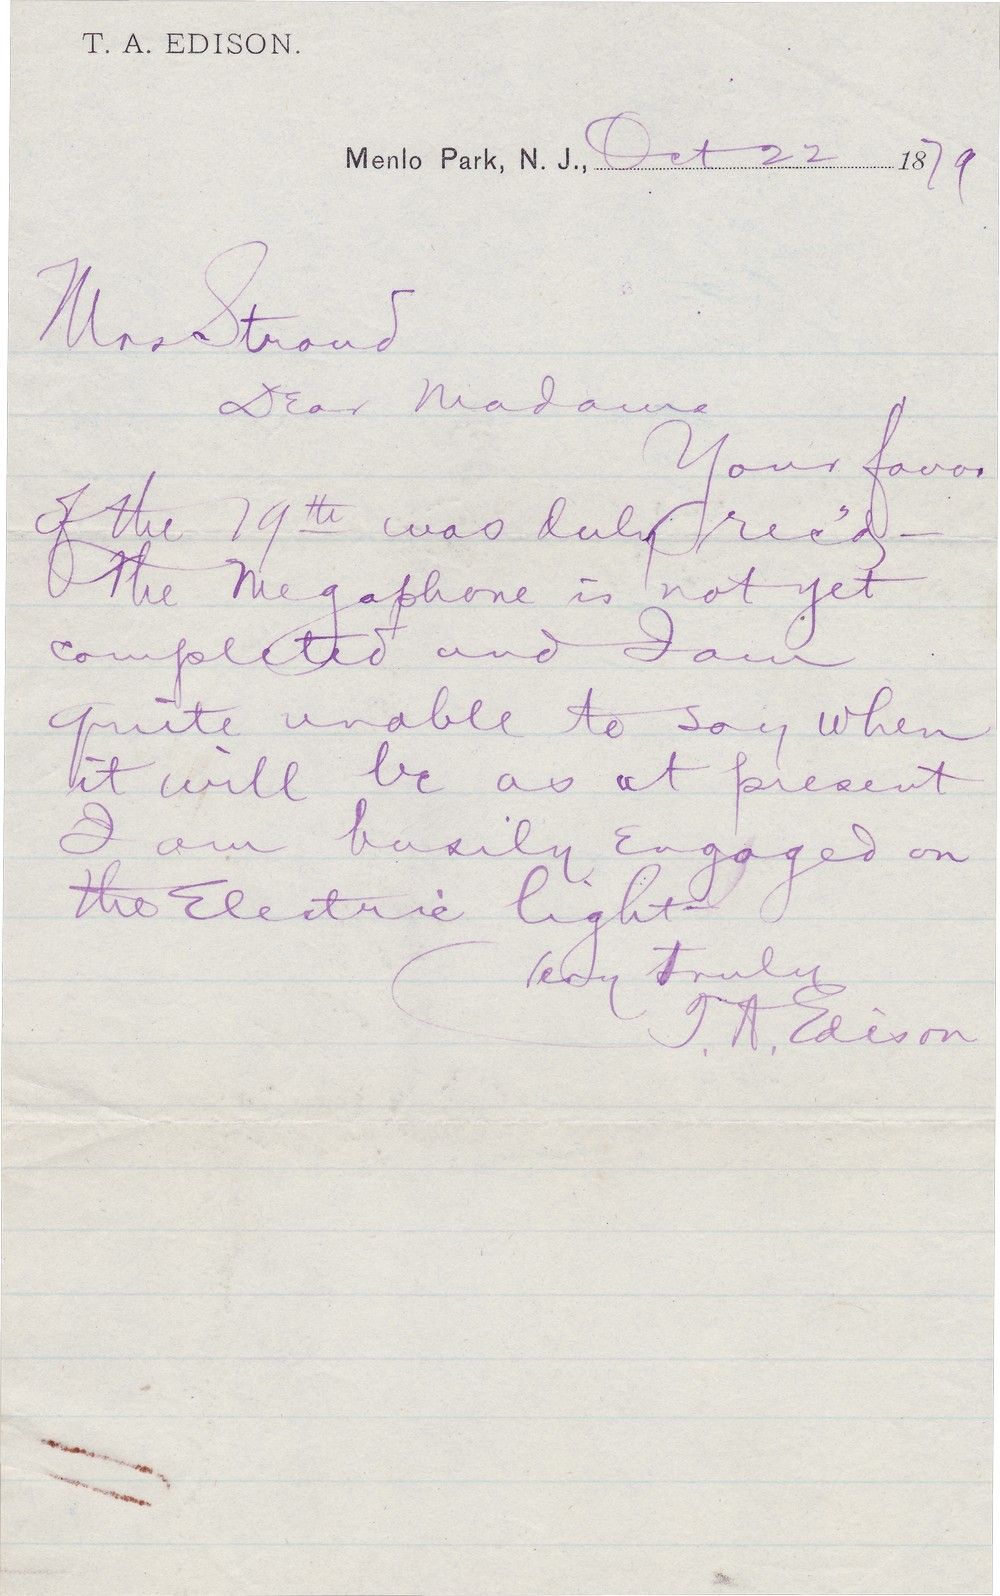 T. A. EDISON.
Menlo Park, N. J., Oct 22 1879
Mrs Stroud
Dear Madame
Your favor
of the 19th was duly rec'd -
The Megaphone is not yet
completed and I am
quite unable to say when
it will be as at present
I am busily engaged on
the Electric light-
Very truly
T. A. Edison